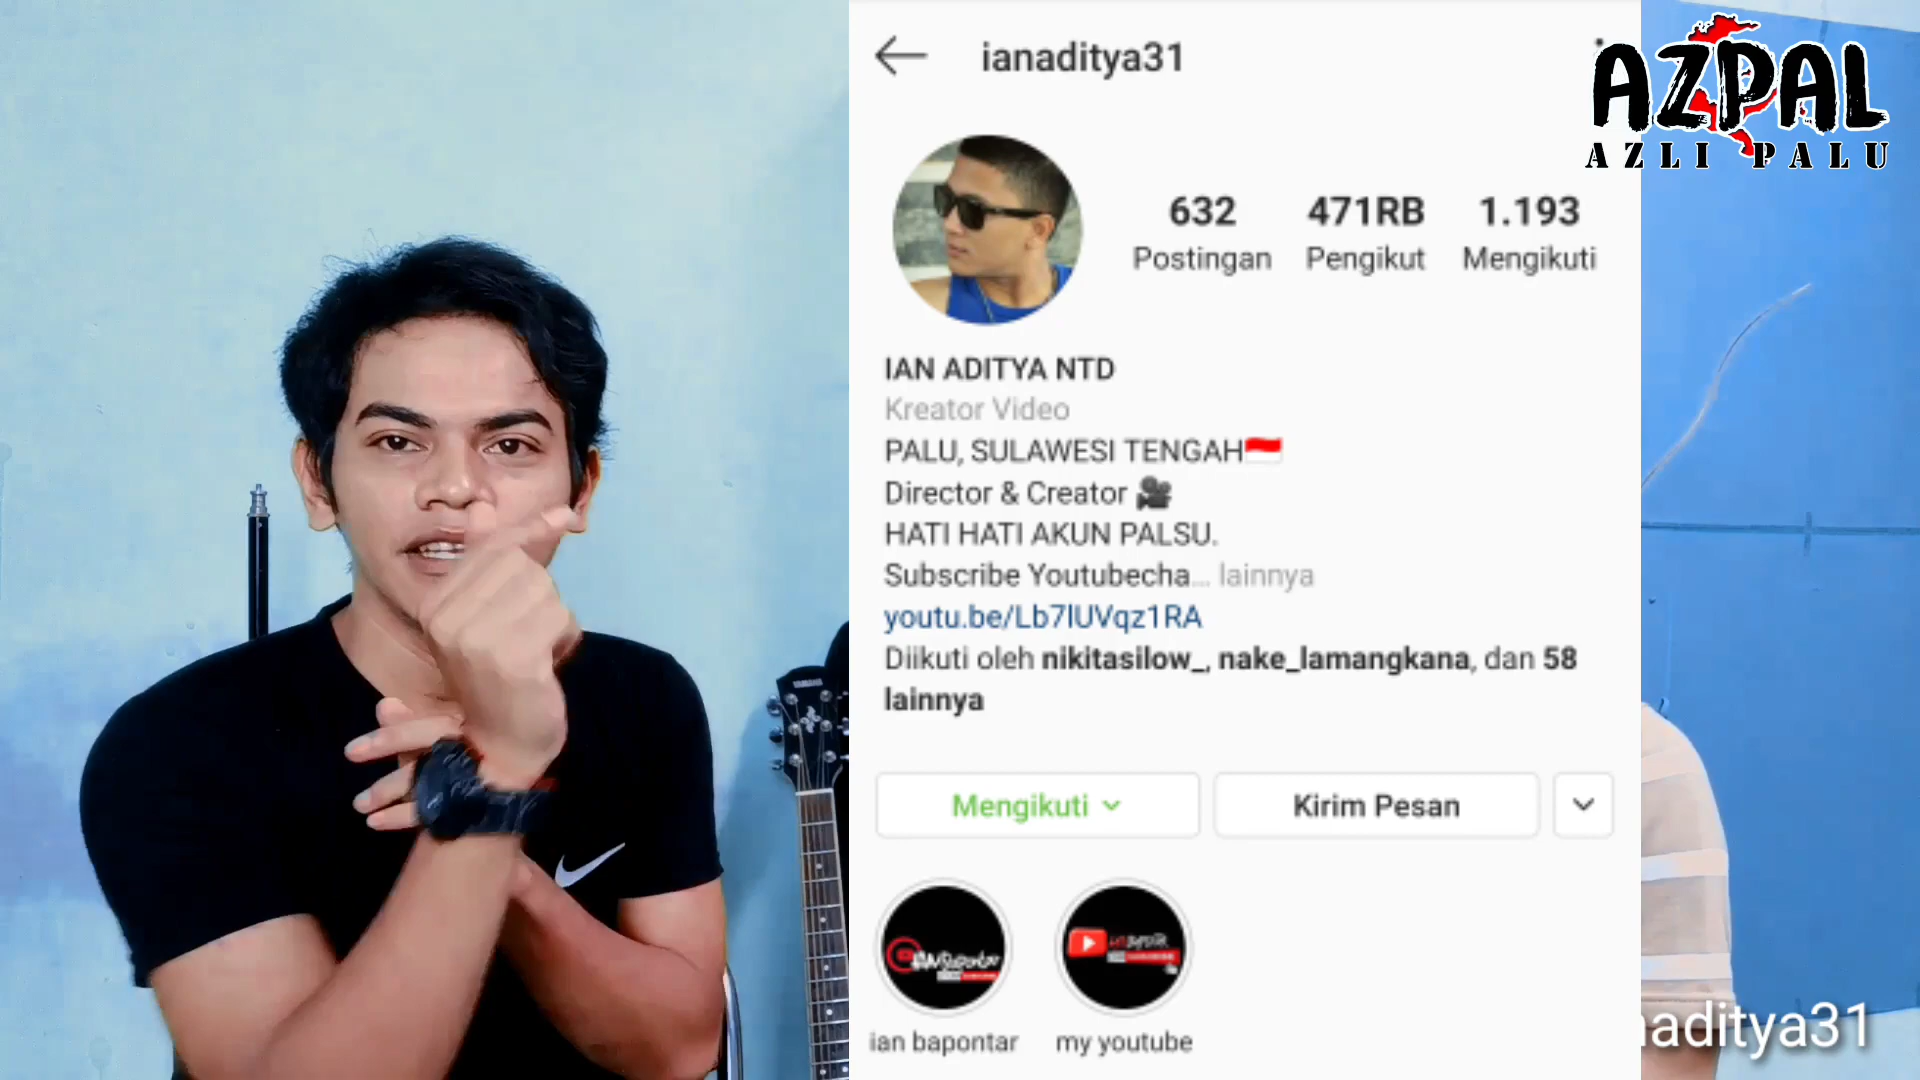 ianaditya31
AZPAL
AZLI PALU
632
471RB
1.193
Postingan
Pengikut
Mengikuti
IAN ADITYA NTD
Kreator Video
PALU, SULAWESI TENGAH
Director & Creator
HATI HATI AKUN PALSU.
Subscribe Youtubecha... lainnya
youtu.be/Lb7lUVqz1RA
Diikuti oleh nikitasilow_, nake_lamangkana, dan 58
lainnya
Mengikuti
Kirim Pesan
ian bapontar
my youtube
naditya31
YAMAHA